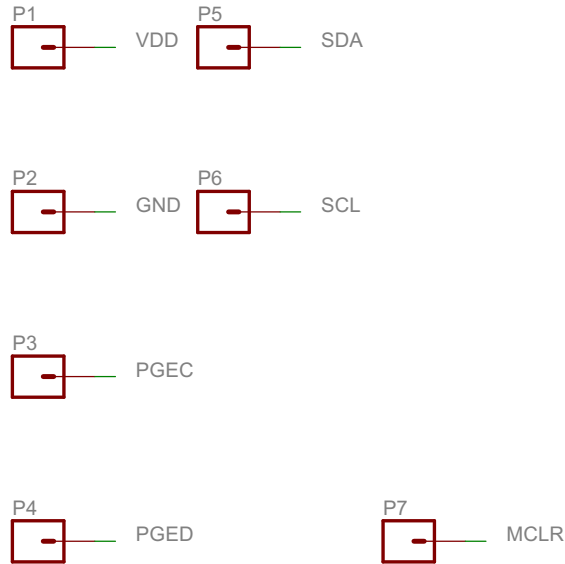 P1
VDD
P5
SDA
P2
GND
P6
SCL
P3
PGEC
P4
PGED
P7
MCLR